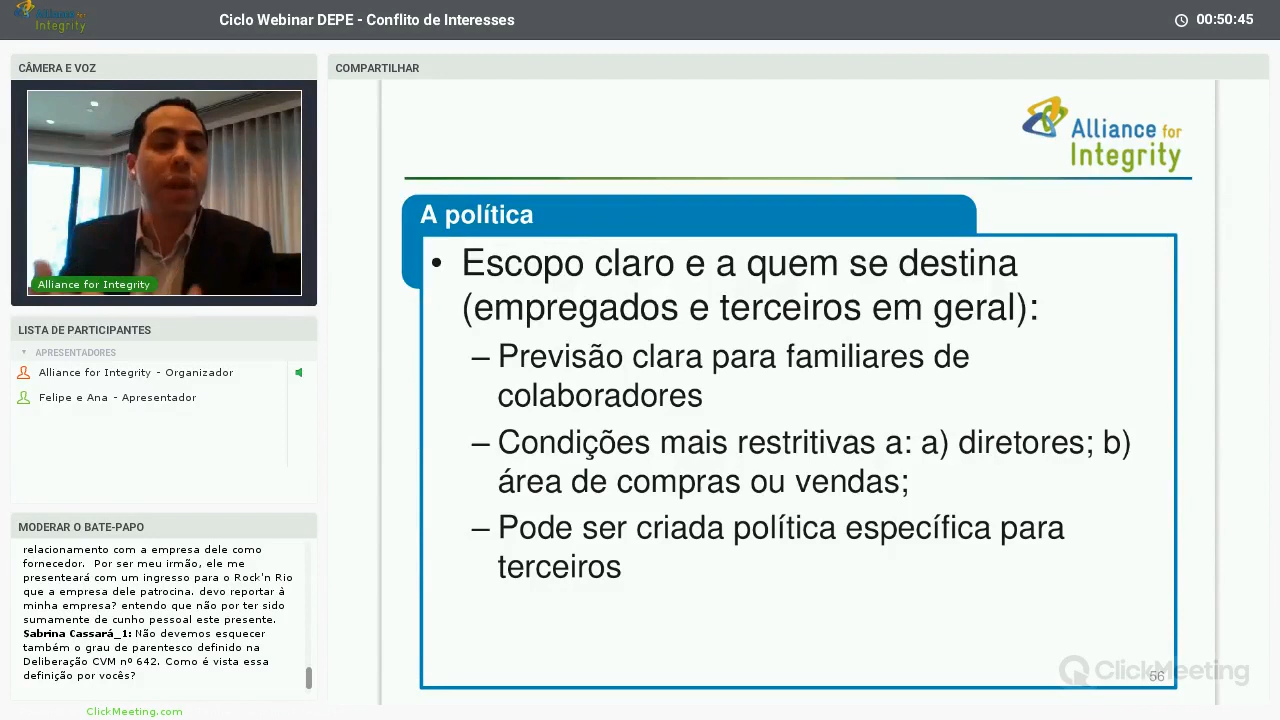 Alliance for
Integrity
Ciclo Webinar DEPE - Conflito de Interesses
00:50:45
CÂMERA E VOZ
Alliance for Integrity
LISTA DE PARTICIPANTES
APRESENTADORES
Alliance for Integrity - Organizador
Felipe e Ana - Apresentador
MODERAR O BATE-PAPO
relacionamento com a empresa dele como
fornecedor. Por ser meu irmão, ele me
presenteará com um ingresso para o Rock'n Rio
que a empresa dele patrocina. devo reportar à
minha empresa? entendo que não por ter sido
sumamente de cunho pessoal este presente.
Sabrina Cassará_1: Não devemos esquecer
também o grau de parentesco definido na
Deliberação CVM nº 642. Como é vista essa
definição por vocês?
ClickMeeting.com
COMPARTILHAR
Alliance for
Integrity
A política
• Escopo claro e a quem se destina
(empregados e terceiros em geral):
– Previsão clara para familiares de
colaboradores
– Condições mais restritivas a: a) diretores; b)
área de compras ou vendas;
– Pode ser criada política específica para
terceiros
ClickMeeting
56